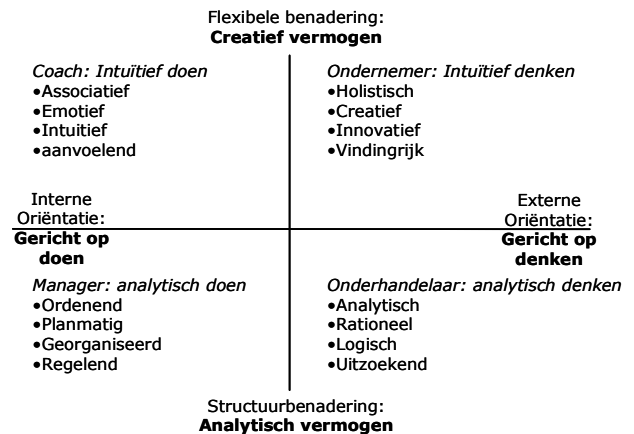 Flexibele benadering:
Creatief vermogen
Coach: Intuïtief doen
•Associatief
•Emotief
•Intuitief
•aanvoelend
Ondernemer: Intuïtief denken
•Holistisch
•Creatief
•Innovatief
•Vindingrijk
Interne
Oriëntatie:
Gericht op
doen
Externe
Oriëntatie:
Gericht op
denken
Manager: analytisch doen
•Ordenend
•Planmatig
•Georganiseerd
•Regelend
Onderhandelaar: analytisch denken
•Analytisch
•Rationeel
•Logisch
•Uitzoekend
Structuurbenadering:
Analytisch vermogen